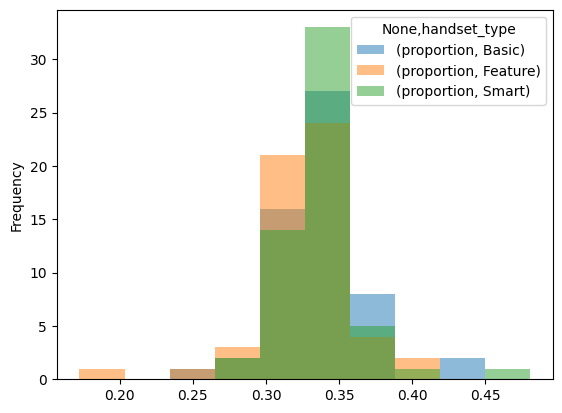 None,handset_type
(proportion, Basic)
(proportion, Feature)
(proportion, Smart)
Frequency
30
25
20
15
10
5
0
0.20 0.25 0.30 0.35 0.40 0.45